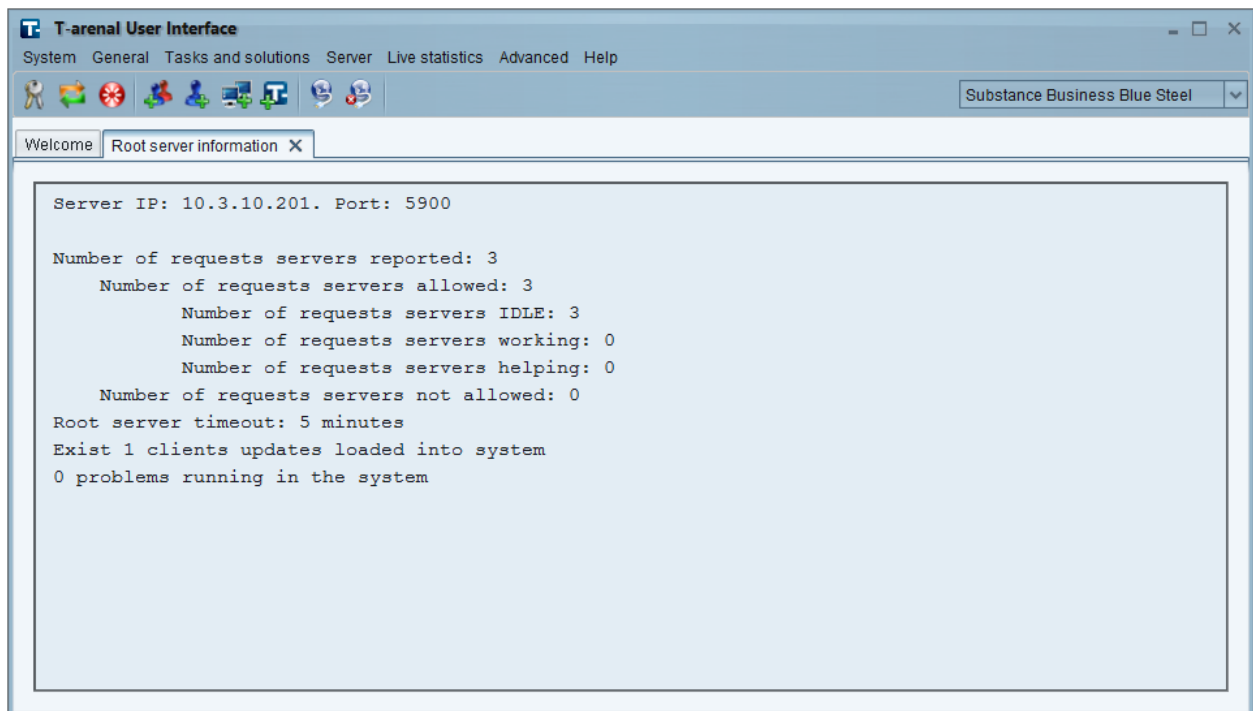 T-arenal User Interface
System General Tasks and solutions Server Live statistics Advanced Help
Substance Business Blue Steel
Welcome Root server information
Server IP: 10.3.10.201. Port: 5900
Number of requests servers reported: 3
Number of requests servers allowed: 3
Number of requests servers IDLE: 3
Number of requests servers working: 0
Number of requests servers helping: 0
Number of requests servers not allowed: 0
Root server timeout: 5 minutes
Exist 1 clients updates loaded into system
0 problems running in the system